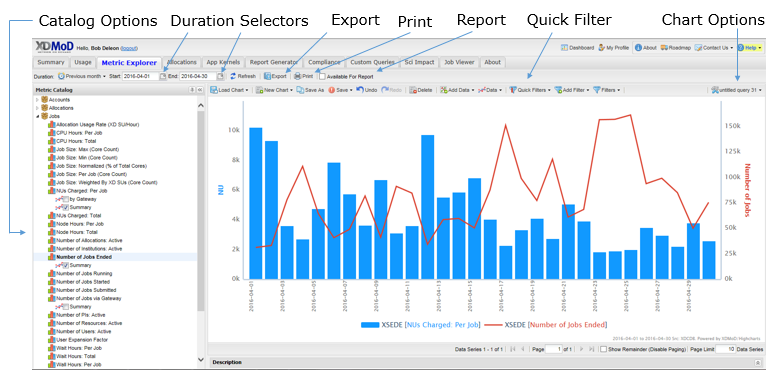 Catalog Options Duration Selectors Export Print Report Quick Filter Chart Options
XDMoD Hello, Bob Deleon (logout) Dashboard My Profile About Roadmap Contact Us Help
Summary Usage Metric Explorer Allocations App Kernels Report Generator Compliance Custom Queries Sci Impact Job Viewer About
Duration: Previous month Start: 2016-04-01 End: 2016-04-30 Refresh Export Print Available For Report
Metric Catalog Load Chart New Chart Save As Save Undo Redo Delete Add Data Data Quick Filters Add Filter Filters untitled query 31
Accounts
Allocations
Jobs
Allocation Usage Rate (XD SU/Hour)
CPU Hours: Per Job
CPU Hours: Total
Job Size: Max (Core Count)
Job Size: Min (Core Count)
Job Size: Normalized (% of Total Cores)
Job Size: Per Job (Core Count)
Job Size: Weighted By XD SUs (Core Count)
NUs Charged: Per Job
by Gateway
Summary
NUs Charged: Total
Node Hours: Per Job
Node Hours: Total
Number of Allocations: Active
Number of Institutions: Active
Number of Jobs Ended
Summary
Number of Jobs Running
Number of Jobs Started
Number of Jobs Submitted
Number of Jobs via Gateway
Summary
Number of PIs: Active
Number of Resources: Active
Number of Users: Active
User Expansion Factor
Wait Hours: Per Job
Wait Hours: Total
Wall Hours: Per Job
NU
10k
8k
6k
4k
2k
0k
150k
125k
100k
75k
50k
25k
0k
Number of Jobs
2016-04-01
2016-04-03
2016-04-05
2016-04-07
2016-04-09
2016-04-11
2016-04-13
2016-04-15
2016-04-17
2016-04-19
2016-04-21
2016-04-23
2016-04-25
2016-04-27
2016-04-29
XSEDE [NUs Charged: Per Job] XSEDE [Number of Jobs Ended]
2016-04-01 to 2016-04-30 Src: XDCDB. Powered by XDMoD/Highcharts
Data Series 1 - 1 of 1 Page 1 of 1 Show Remainder (Disable Paging) Page Limit 10 Data Series
Description